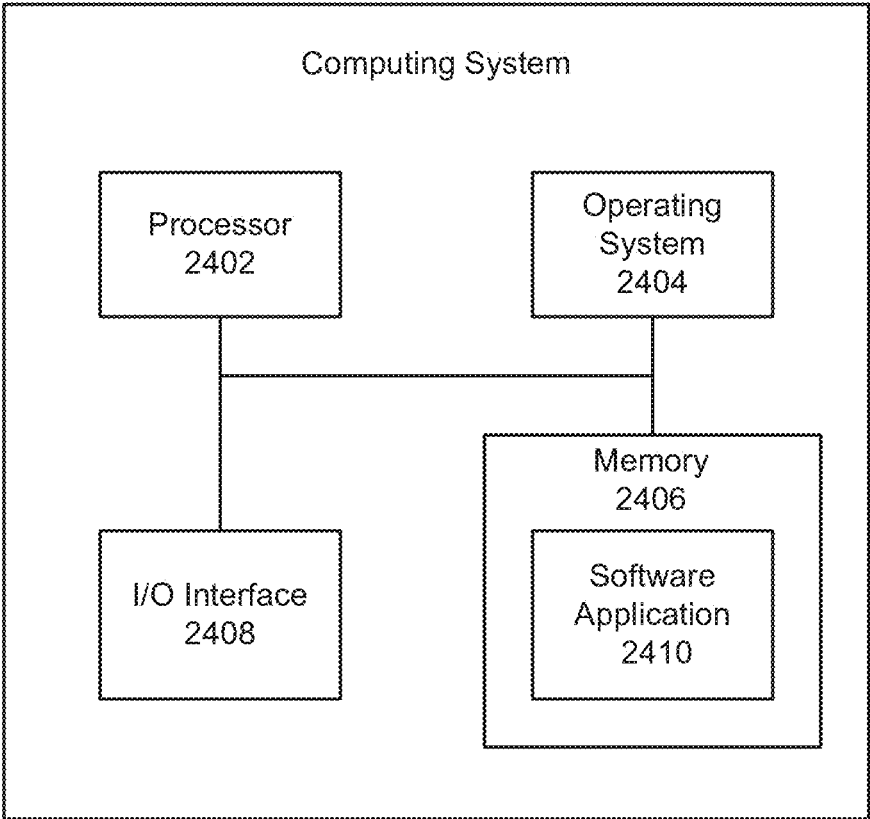 Computing System
Processor
2402
Operating
System
2404
Memory
2406
I/O Interface
2408
Software
Application
2410